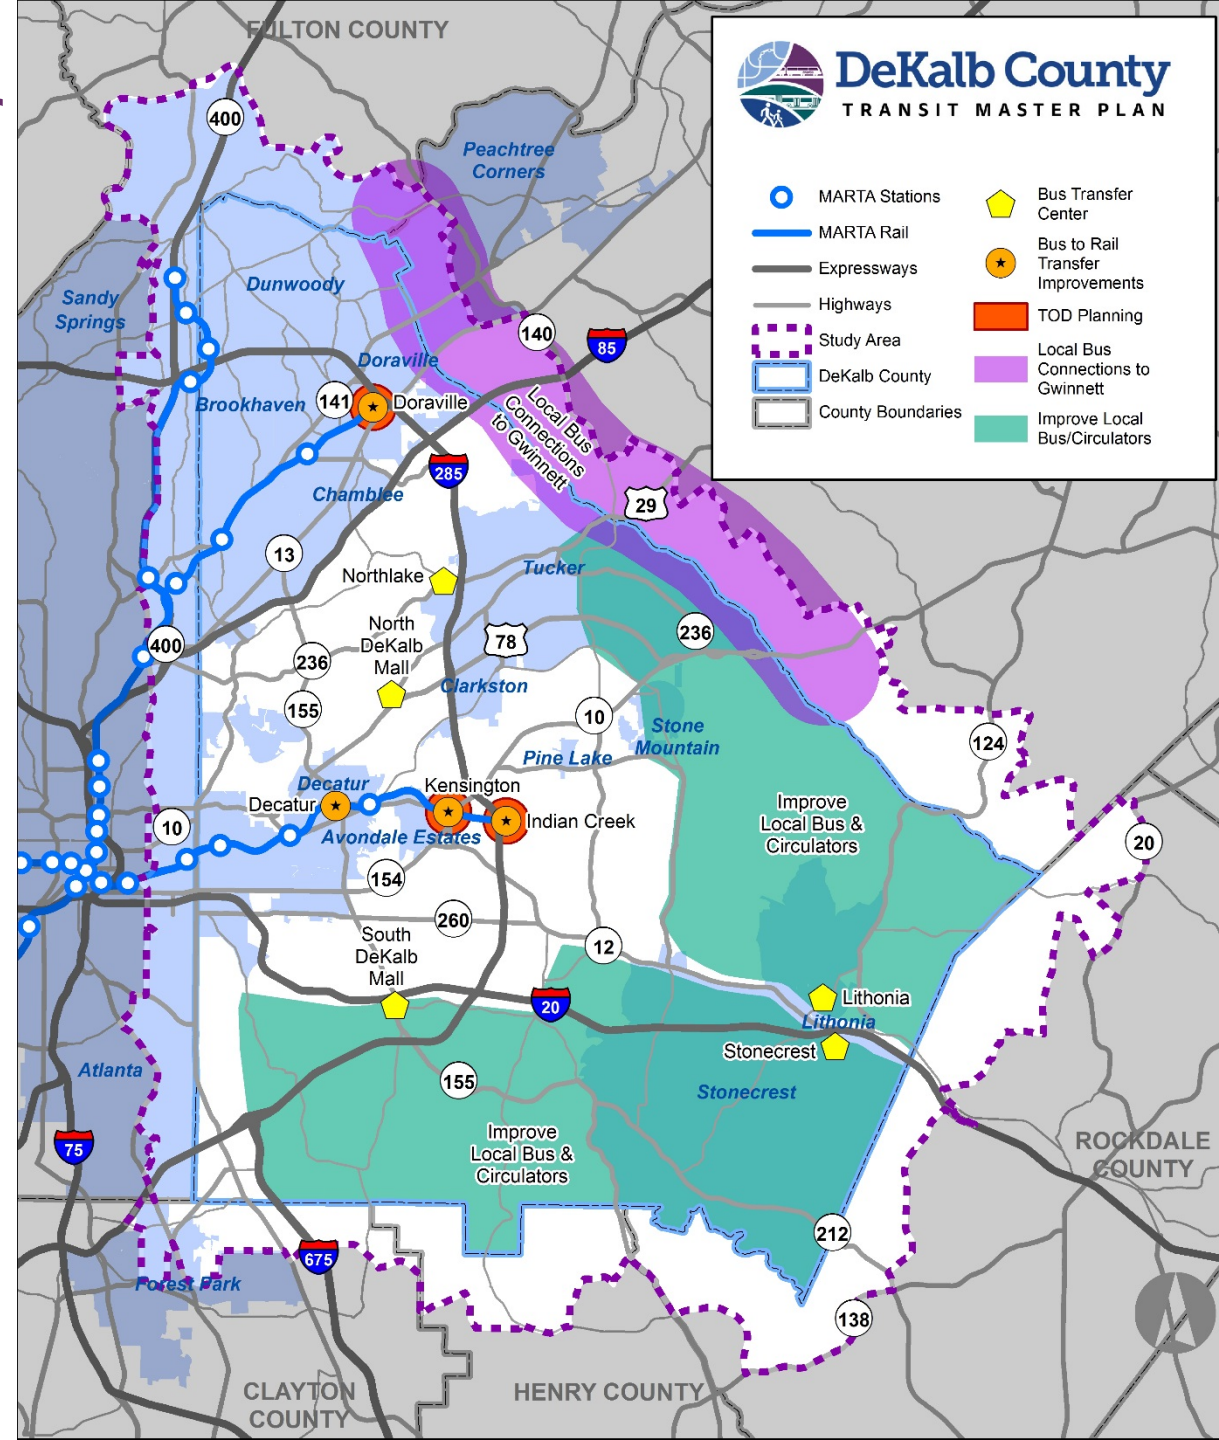 FULTON COUNTY
DeKalb County
TRANSIT MASTER PLAN
MARTA Stations
MARTA Rail
Expressways
Highways
Study Area
DeKalb County
County Boundaries
Bus Transfer
Center
Bus to Rail
Transfer
Improvements
TOD Planning
Local Bus
Connections to
Gwinnett
Improve Local
Bus/Circulators
400
Peachtree
Corners
Sandy
Springs
Dunwoody
140
85
Doraville
Brookhaven
141
Doraville
Local Bus
Connections
to Gwinnett
285
Chamblee
29
13
Northlake
Tucker
North
DeKalb
Mall
400
236
78
236
Clarkston
155
10
Stone
Mountain
124
Pine Lake
Decatur
Kensington
Decatur
Indian Creek
Avondale Estates
10
Improve
Local Bus &
Circulators
20
154
260
South
DeKalb
Mall
12
20
Lithonia
Lithonia
Stonecrest
Atlanta
155
Stonecrest
75
Improve
Local Bus &
Circulators
ROCKDALE
COUNTY
212
675
Forest Park
138
CLAYTON
COUNTY
HENRY COUNTY